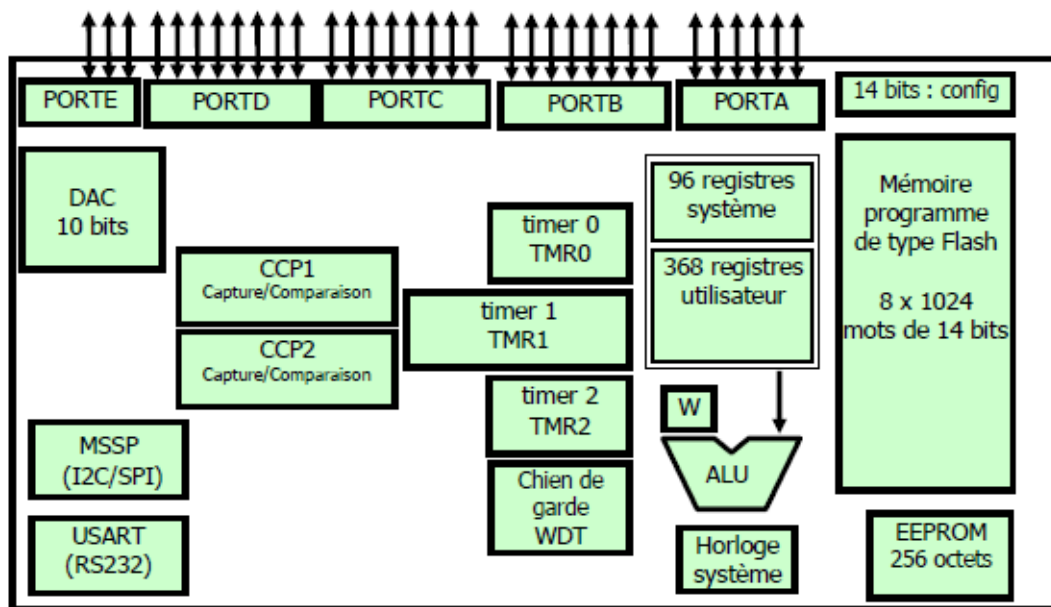 PORTE
PORTD
PORTC
PORTB
PORTA
14 bits : config
DAC
10 bits
96 registres
système
368 registres
utilisateur
Mémoire
programme
de type Flash
8 x 1024
mots de 14 bits
timer 0
TMR0
CCP1
Capture/Comparaison
timer 1
TMR1
CCP2
Capture/Comparaison
timer 2
TMR2
W
ALU
MSSP
(I2C/SPI)
Chien de
garde
WDT
USART
(RS232)
Horloge
système
EEPROM
256 octets